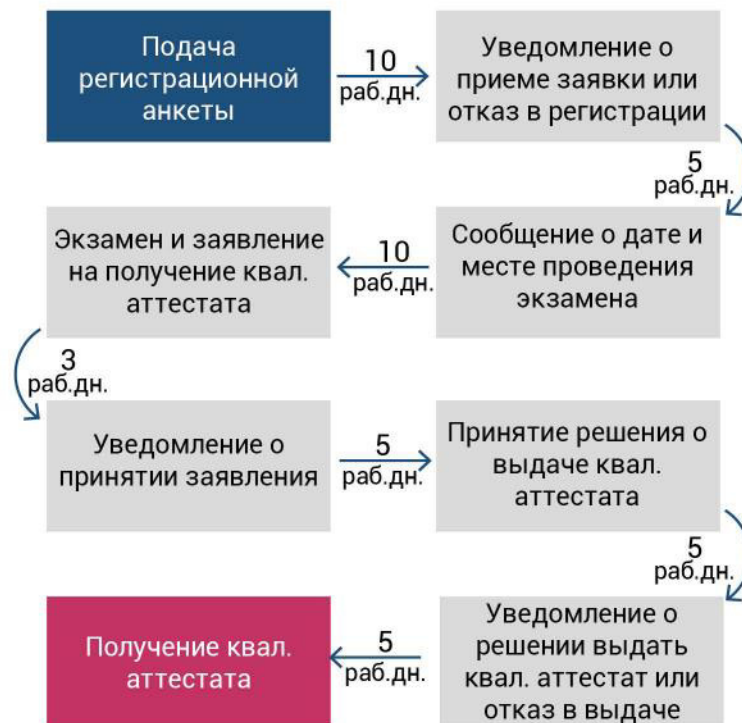 Подача
регистрационной
анкеты
10
раб.дн.
Уведомление о
приеме заявки или
отказ в регистрации
5
раб.дн.
Сообщение о дате и
месте проведения
экзамена
10
раб.дн.
Экзамен и заявление
на получение квал.
аттестата
3
раб.дн.
Уведомление о
принятии заявления
5
раб.дн.
Принятие решения о
выдаче квал.
аттестата
5
раб.дн.
Уведомление о
решении выдать
квал. аттестат или
отказ в выдаче
5
раб.дн.
Получение квал.
аттестата